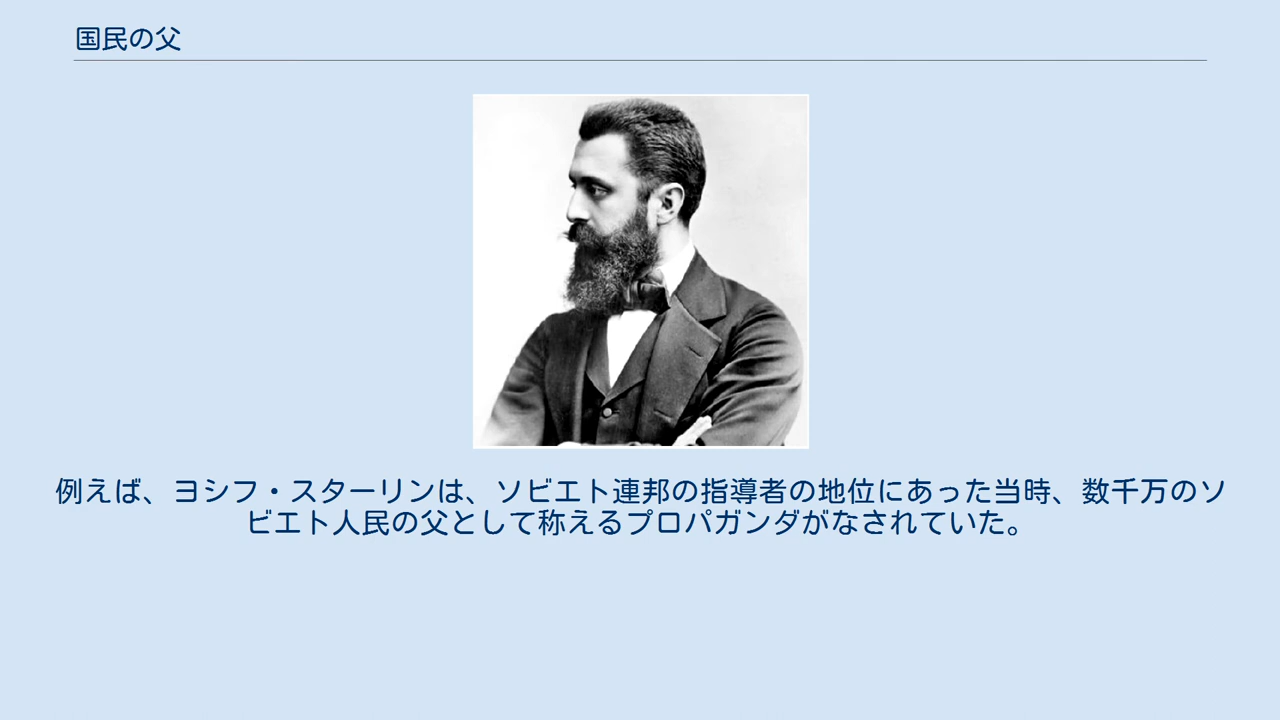 国民の父
例えば、ヨシフ・スターリンは、ソビエト連邦の指導者の地位にあった当時、数千万のソ
ビエト人民の父として称えるプロパガンダがなされていた。